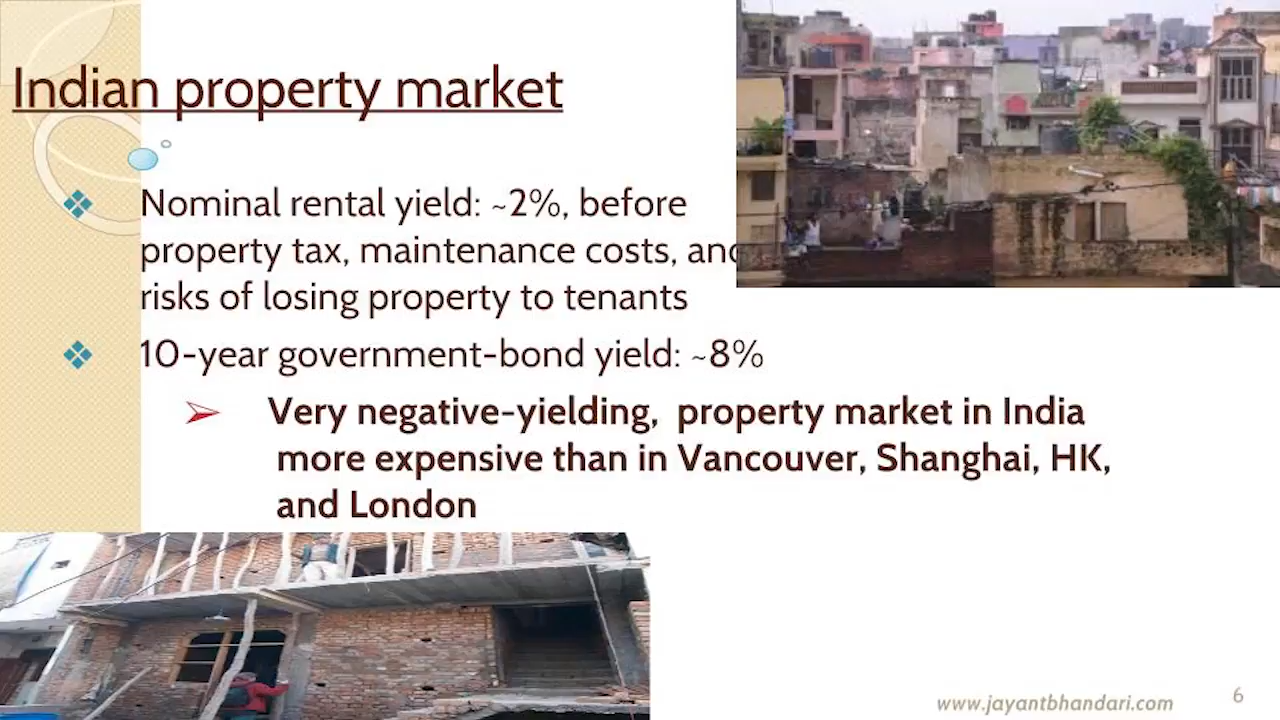 Indian property market
Nominal rental yield: ~2%, before
property tax, maintenance costs, and
risks of losing property to tenants
10-year government-bond yield: ~8%
Very negative-yielding, property market in India
more expensive than in Vancouver, Shanghai, HK,
and London
www.jayantbhandari.com
6